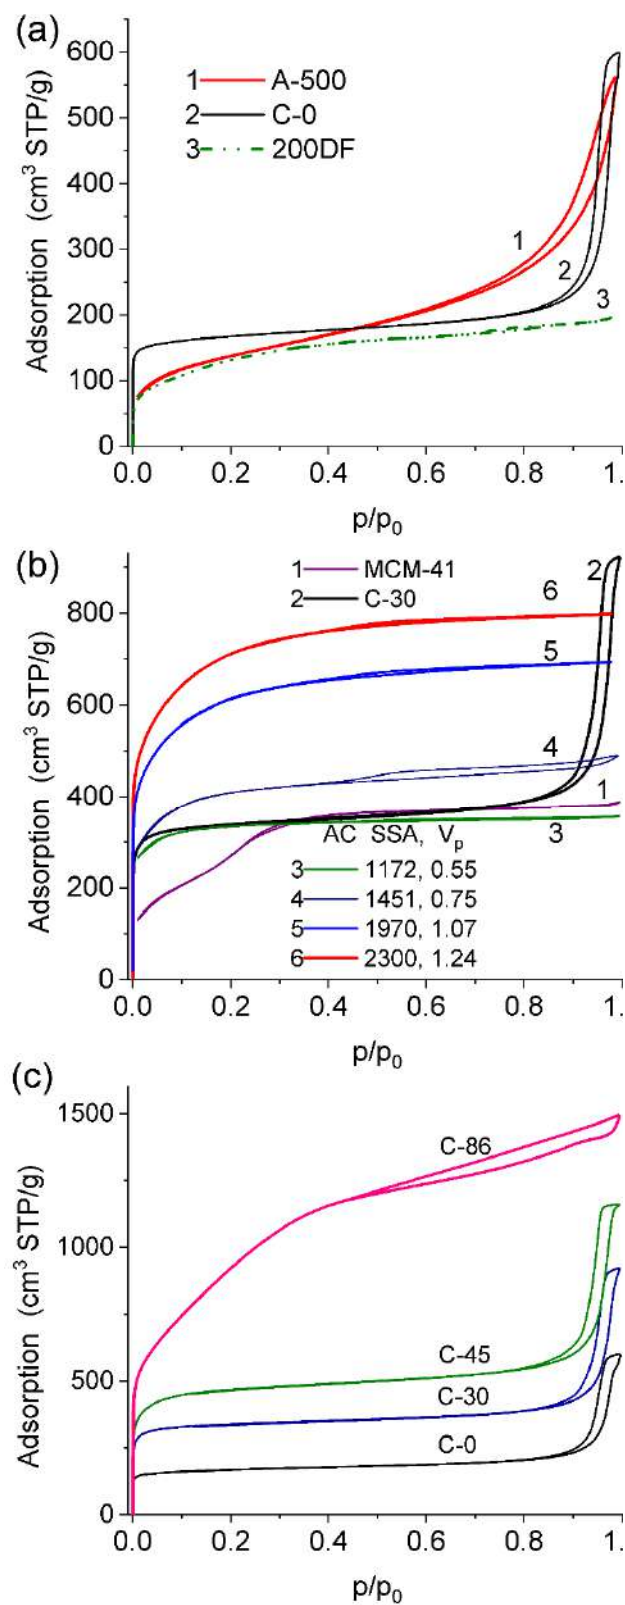 (a)
Adsorption (cm³ STP/g)
600
500
400
300
200
100
0
1 A-500
2 C-0
3 200DF
1
2
3
0.0 0.2 0.4 0.6 0.8 1.
p/p₀
(b)
Adsorption (cm³ STP/g)
800
600
400
200
0
1 MCM-41
2 C-30
2
6
5
4
1
3
AC SSA, Vₚ
3 1172, 0.55
4 1451, 0.75
5 1970, 1.07
6 2300, 1.24
0.0 0.2 0.4 0.6 0.8 1.
p/p₀
(c)
Adsorption (cm³ STP/g)
1500
1000
500
0
C-86
C-45
C-30
C-0
0.0 0.2 0.4 0.6 0.8 1.
p/p₀